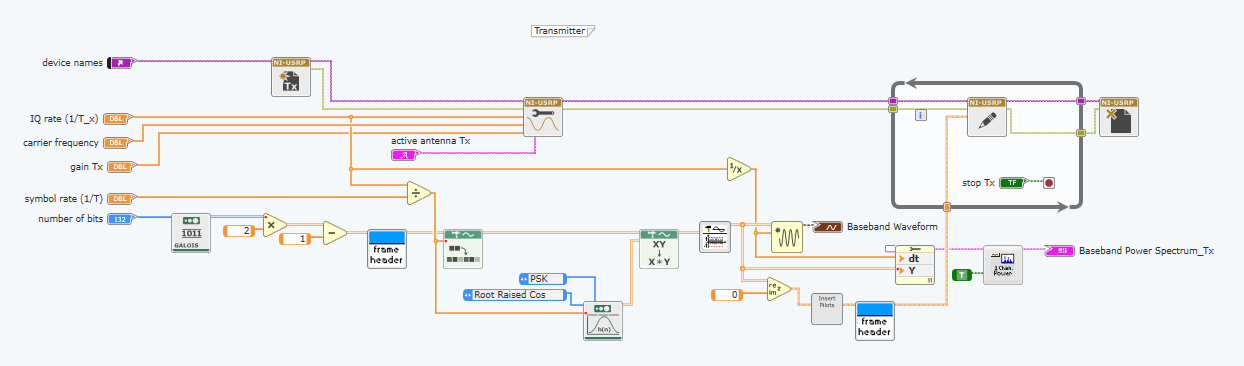 Transmitter
device names
NI-USRP
Tx
IQ rate (1/T_x)
DBL
carrier frequency
DBL
gain Tx
DBL
NI-USRP
active antenna Tx
NI-USRP
NI-USRP
i
stop Tx
TF
1/x
symbol rate (1/T)
DBL
number of bits
I32
1011
GALOIS
2
×
1
−
÷
frame
header
XY
X*Y
Baseband Waveform
dt
Y
Baseband Power Spectrum_Tx
T
1 Chan.
Power
PSK
Root Raised Cos
h(n)
0
re
im
z
Insert
Pilots
frame
header